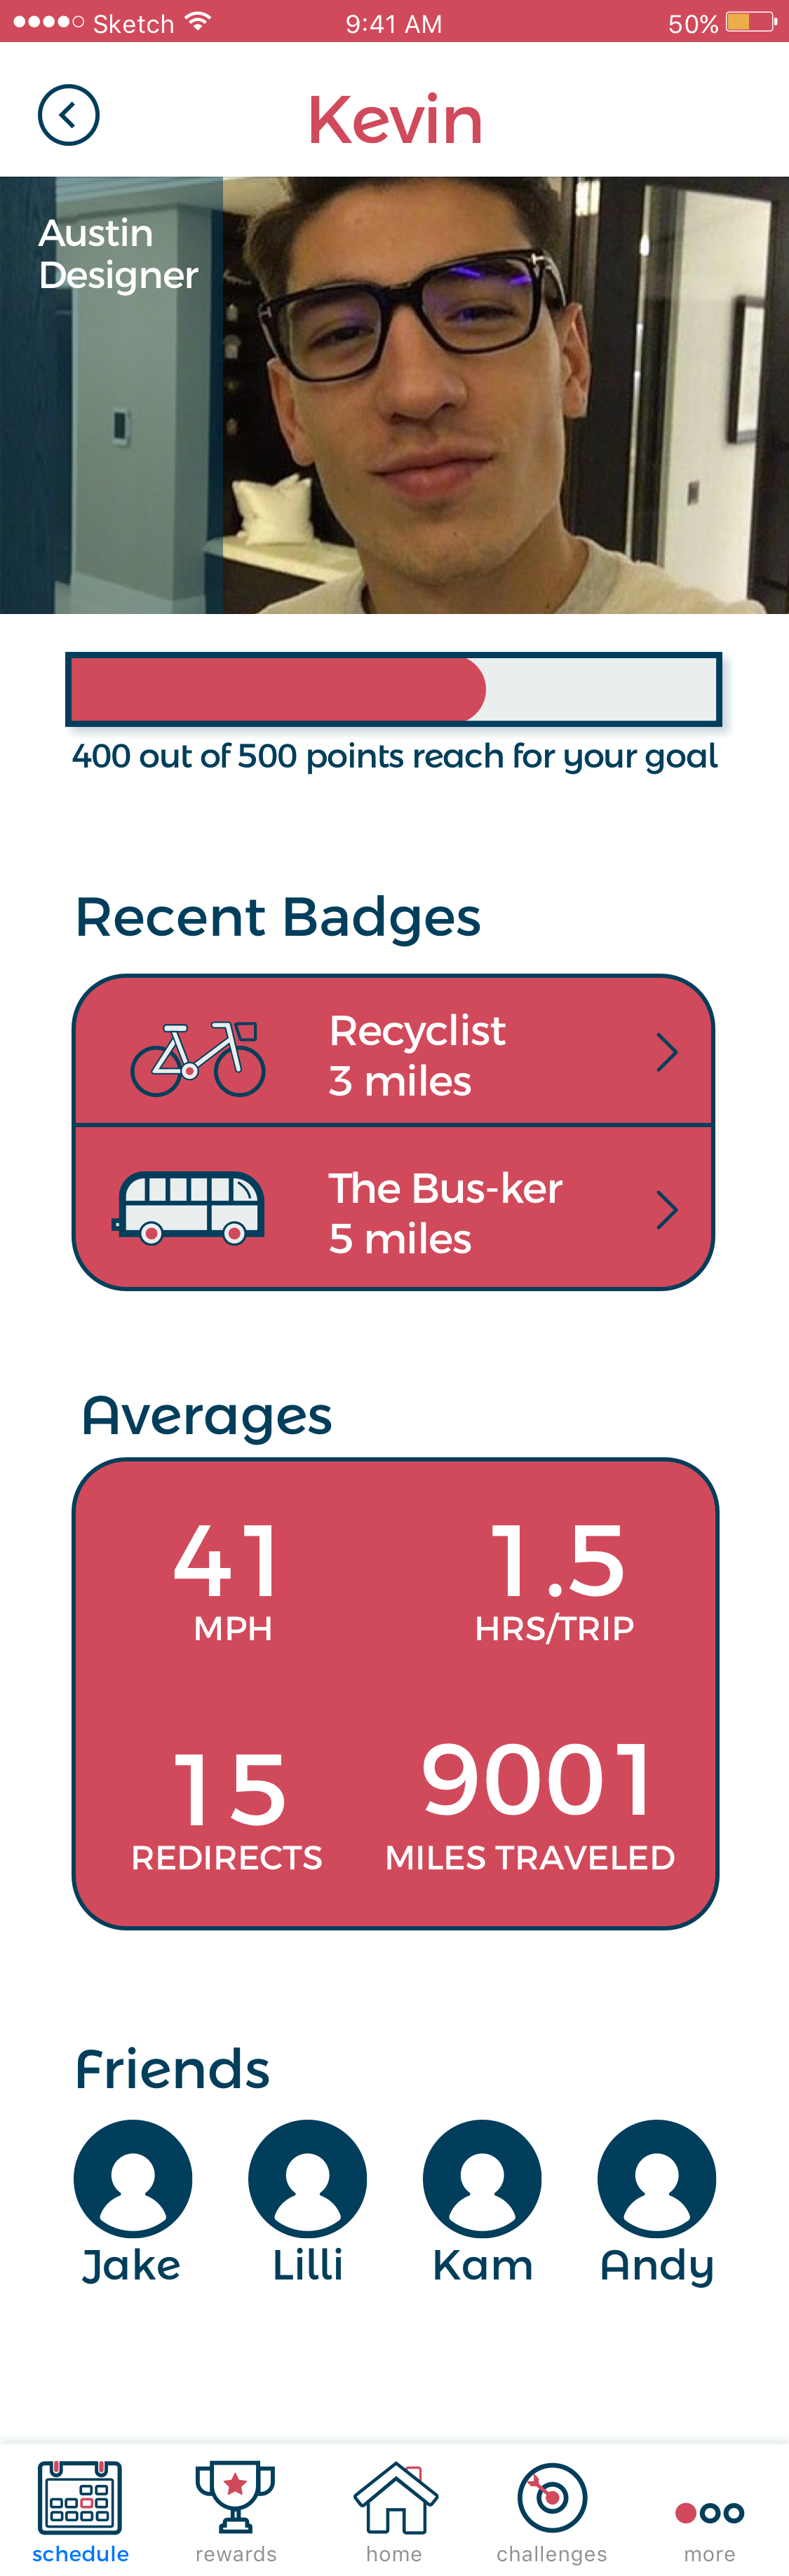 Sketch 9:41 AM 50%
Kevin
Austin
Designer
400 out of 500 points reach for your goal
Recent Badges
Recyclist
3 miles
The Bus-ker
5 miles
Averages
41 1.5
MPH HRS/TRIP
15 9001
REDIRECTS MILES TRAVELED
Friends
Jake Lilli Kam Andy
schedule rewards home challenges more